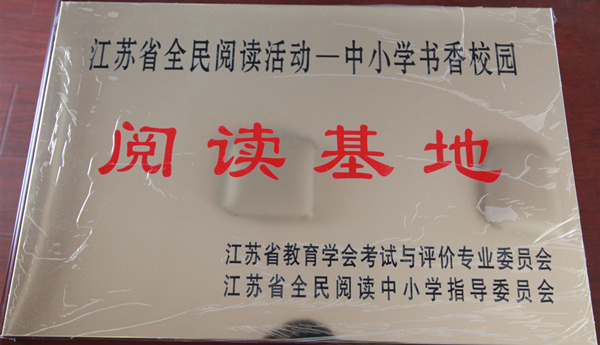 江苏省全民阅读活动—中小学书香校园
阅读基地
江苏省教育学会考试与评价专业委员会
江苏省全民阅读中小学指导委员会